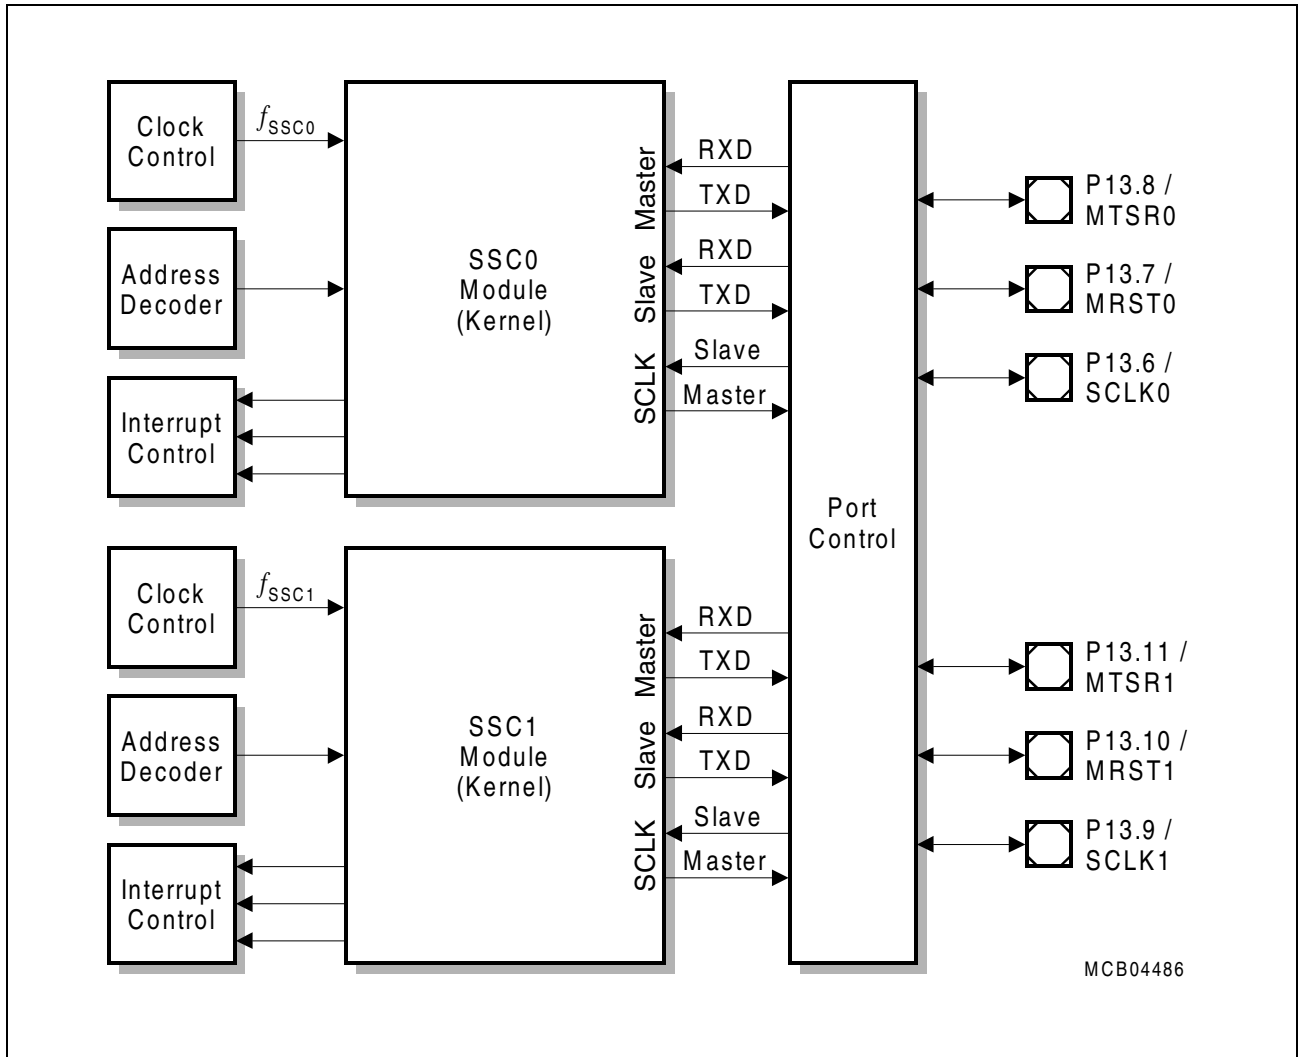 Clock
Control
fSSC0
Address
Decoder
Interrupt
Control
SSC0
Module
(Kernel)
Master
Slave
SCLK
RXD
TXD
RXD
TXD
Slave
Master
P13.8 /
MTSR0
P13.7 /
MRST0
P13.6 /
SCLK0
Port
Control
Clock
Control
fSSC1
Address
Decoder
Interrupt
Control
SSC1
Module
(Kernel)
Master
Slave
SCLK
RXD
TXD
RXD
TXD
Slave
Master
P13.11 /
MTSR1
P13.10 /
MRST1
P13.9 /
SCLK1
MCB04486